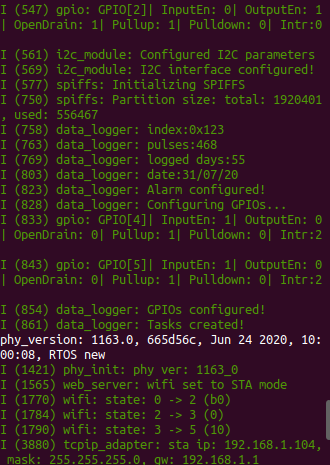 I (547) gpio: GPIO[2]| InputEn: 0| OutputEn: 1
| OpenDrain: 1| Pullup: 1| Pulldown: 0| Intr:0
I (561) i2c_module: Configured I2C parameters
I (569) i2c_module: I2C interface configured!
I (577) spiffs: Initializing SPIFFS
I (750) spiffs: Partition size: total: 1920401
, used: 556467
I (758) data_logger: index:0x123
I (763) data_logger: pulses:468
I (769) data_logger: logged days:55
I (803) data_logger: date:31/07/20
I (823) data_logger: Alarm configured!
I (828) data_logger: Configuring GPIOs...
I (833) gpio: GPIO[4]| InputEn: 1| OutputEn: 0
| OpenDrain: 0| Pullup: 1| Pulldown: 0| Intr:2
I (843) gpio: GPIO[5]| InputEn: 1| OutputEn: 0
| OpenDrain: 0| Pullup: 1| Pulldown: 0| Intr:2
I (854) data_logger: GPIOs configured!
I (861) data_logger: Tasks created!
phy_version: 1163.0, 665d56c, Jun 24 2020, 10:
00:08, RTOS new
I (1421) phy_init: phy ver: 1163_0
I (1565) web_server: wifi set to STA mode
I (1770) wifi: state: 0 -> 2 (b0)
I (1784) wifi: state: 2 -> 3 (0)
I (1790) wifi: state: 3 -> 5 (10)
I (3880) tcpip_adapter: sta ip: 192.168.1.104,
mask: 255.255.255.0, gw: 192.168.1.1